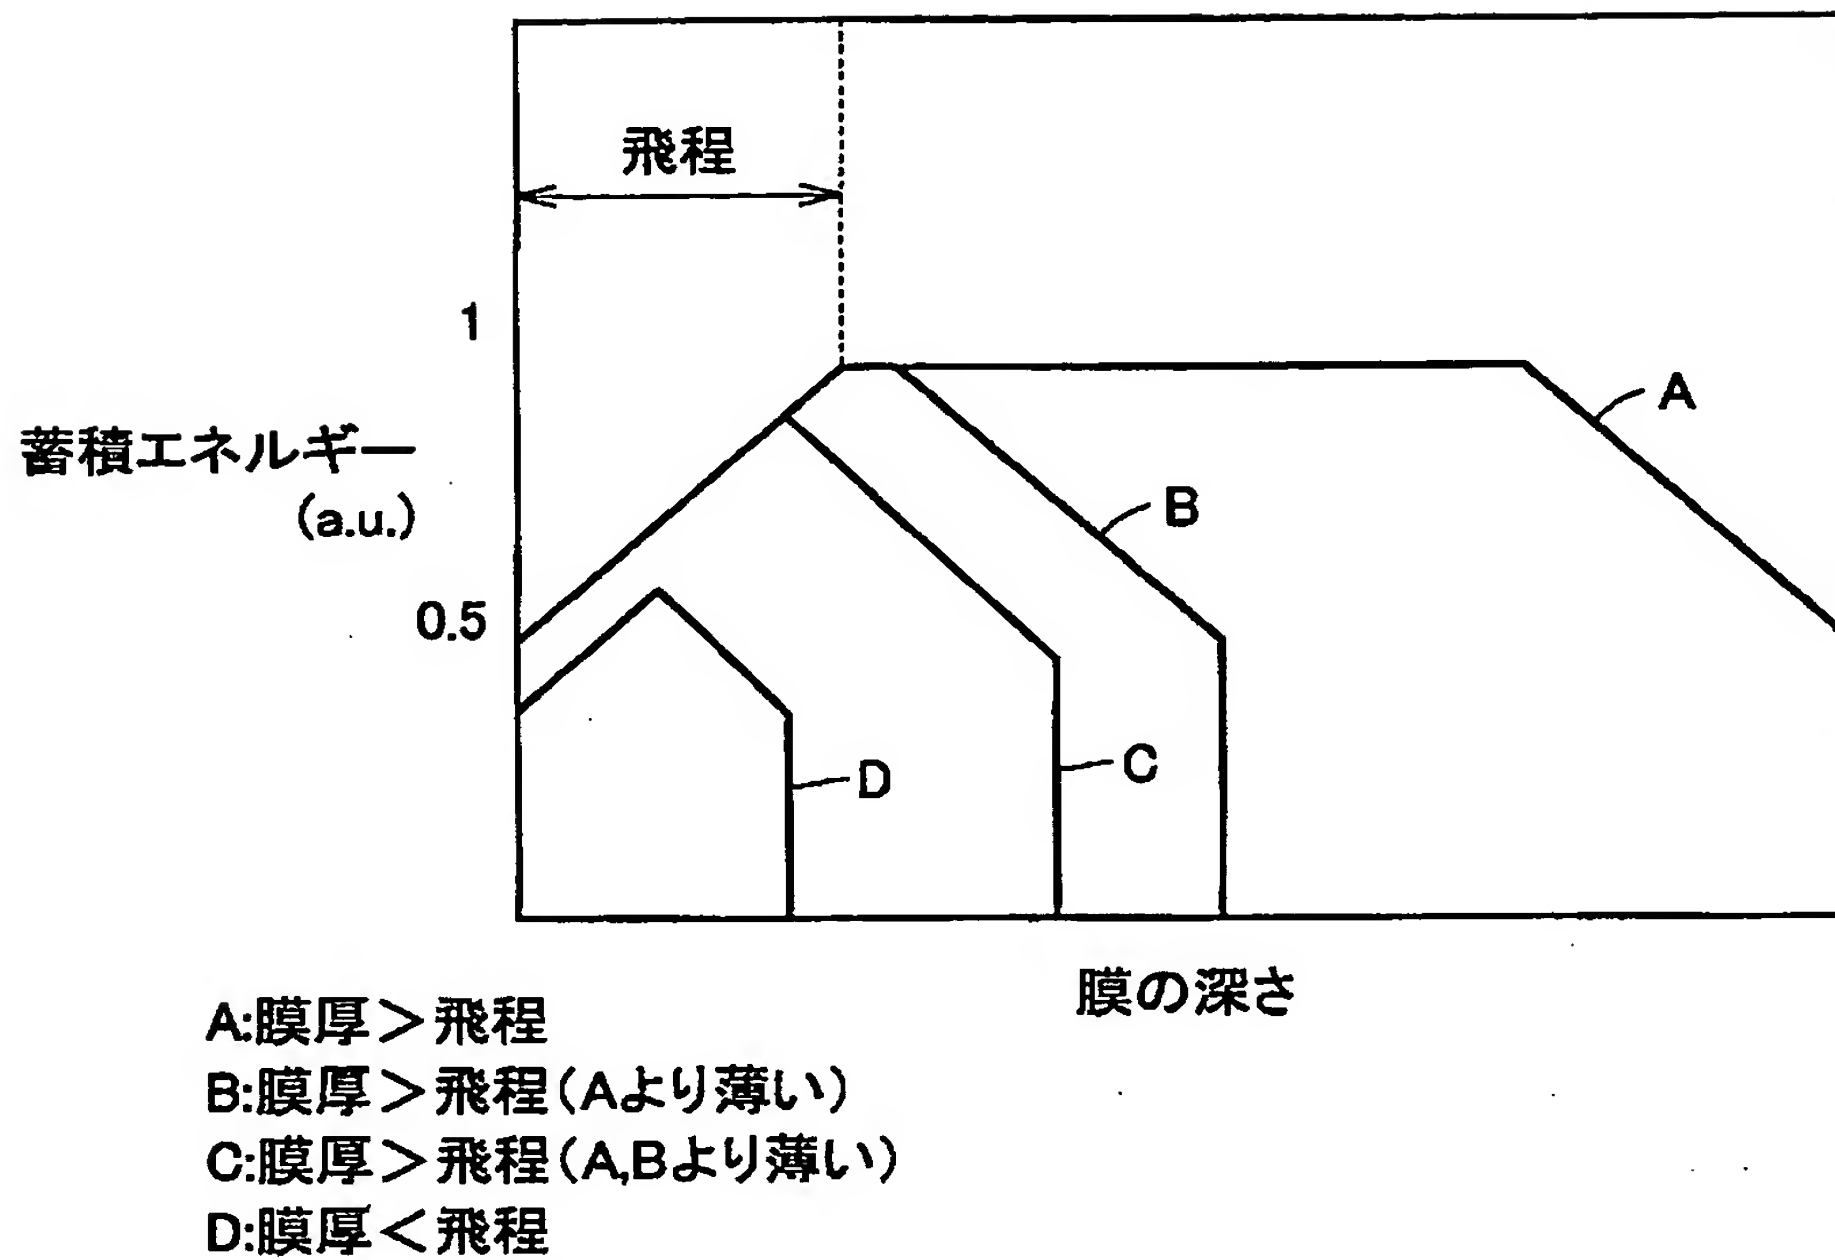 飛程
1
蓄積エネルギー
(a.u.)
0.5
A
B
C
D
膜の深さ
A:膜厚＞飛程
B:膜厚＞飛程(Aより薄い)
C:膜厚＞飛程(A,Bより薄い)
D:膜厚＜飛程